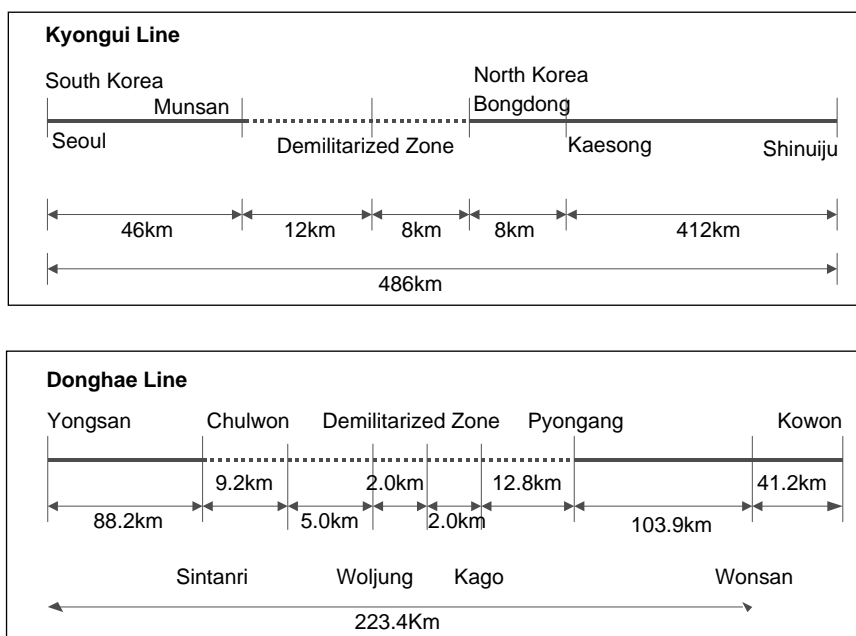 Kyongui Line
South Korea
North Korea
Munsan
Bongdong
Seoul
Demilitarized Zone
Kaesong
Shinuiju
46km
12km
8km
8km
412km
486km
Donghae Line
Yongsan
Chulwon
Demilitarized Zone
Pyongang
Kowon
9.2km
2.0km
12.8km
41.2km
88.2km
5.0km
2.0km
103.9km
Sintanri
Woljung
Kago
Wonsan
223.4Km